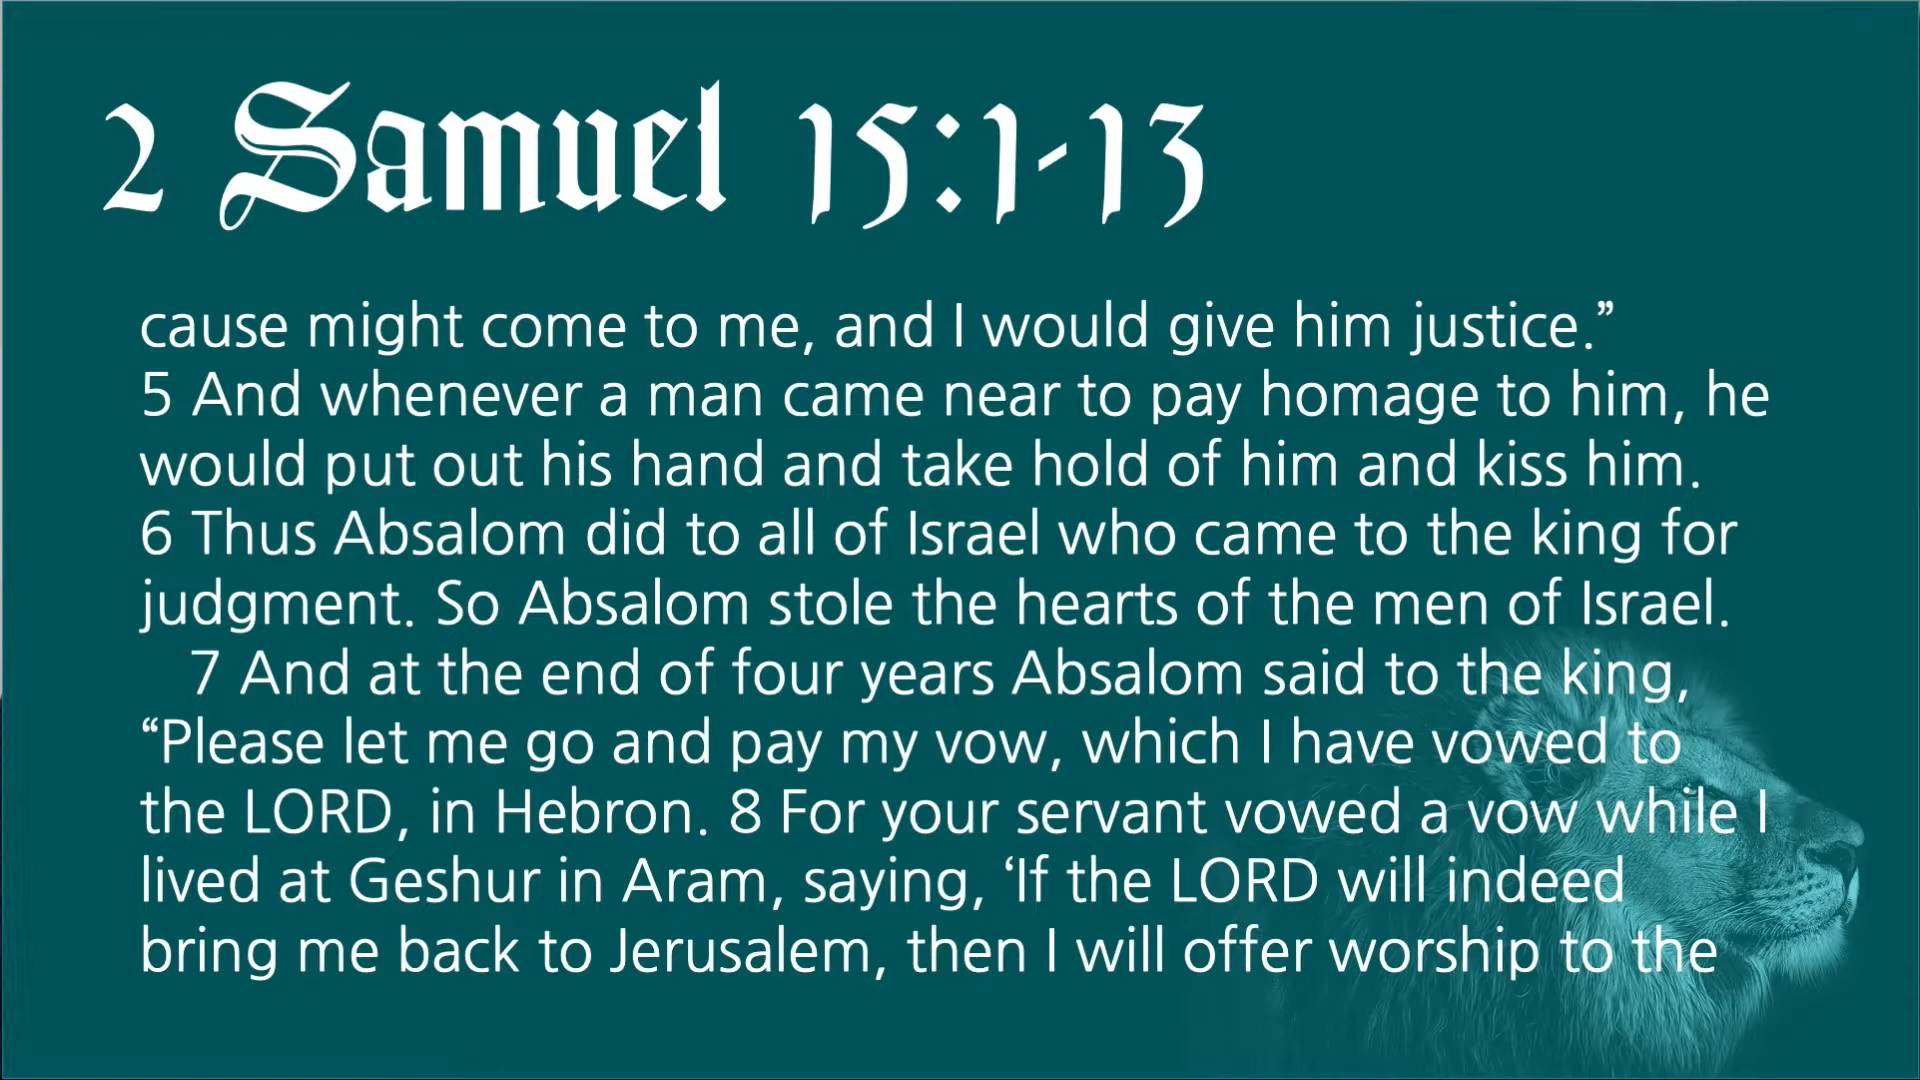 2 Samuel 15:1-13
cause might come to me, and I would give him justice.”
5 And whenever a man came near to pay homage to him, he
would put out his hand and take hold of him and kiss him.
6 Thus Absalom did to all of Israel who came to the king for
judgment. So Absalom stole the hearts of the men of Israel.
7 And at the end of four years Absalom said to the king,
“Please let me go and pay my vow, which I have vowed to
the LORD, in Hebron. 8 For your servant vowed a vow while I
lived at Geshur in Aram, saying, ‘If the LORD will indeed
bring me back to Jerusalem, then I will offer worship to the